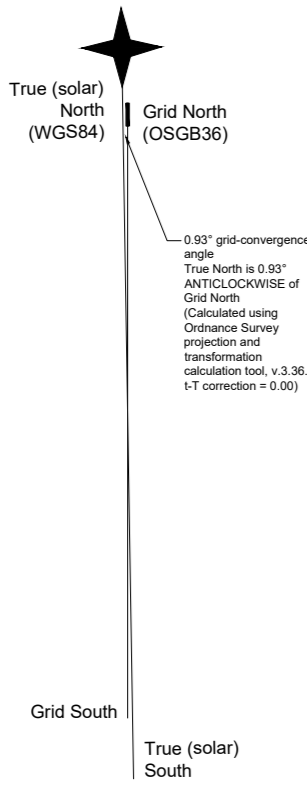 True (solar)
North
(WGS84)
Grid North
(OSGB36)
0.93° grid-convergence
angle
True North is 0.93°
ANTICLOCKWISE of
Grid North
(Calculated using
Ordnance Survey
projection and
transformation
calculation tool, v.3.36.
t-T correction = 0.00)
Grid South
True (solar)
South